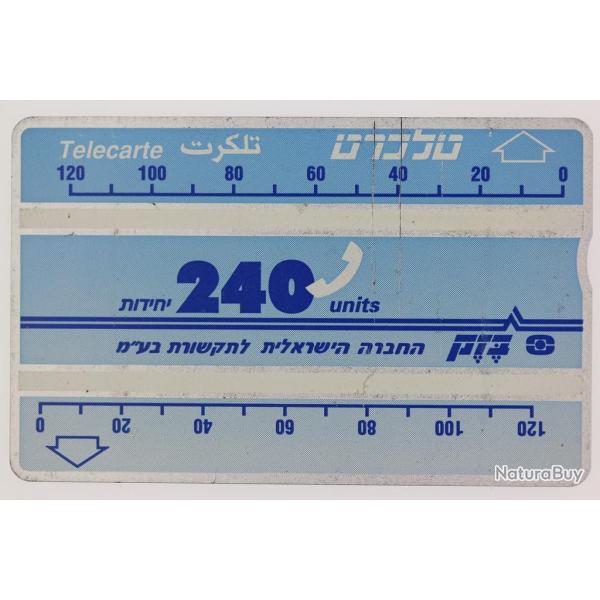 Telecarte تلكرت טלכרט
120 100 80 60 40 20 0
יחידות 240 units
בזק החברה הישראלית לתקשורת בע"מ
0 20 40 60 80 100 120
NaturaBuy